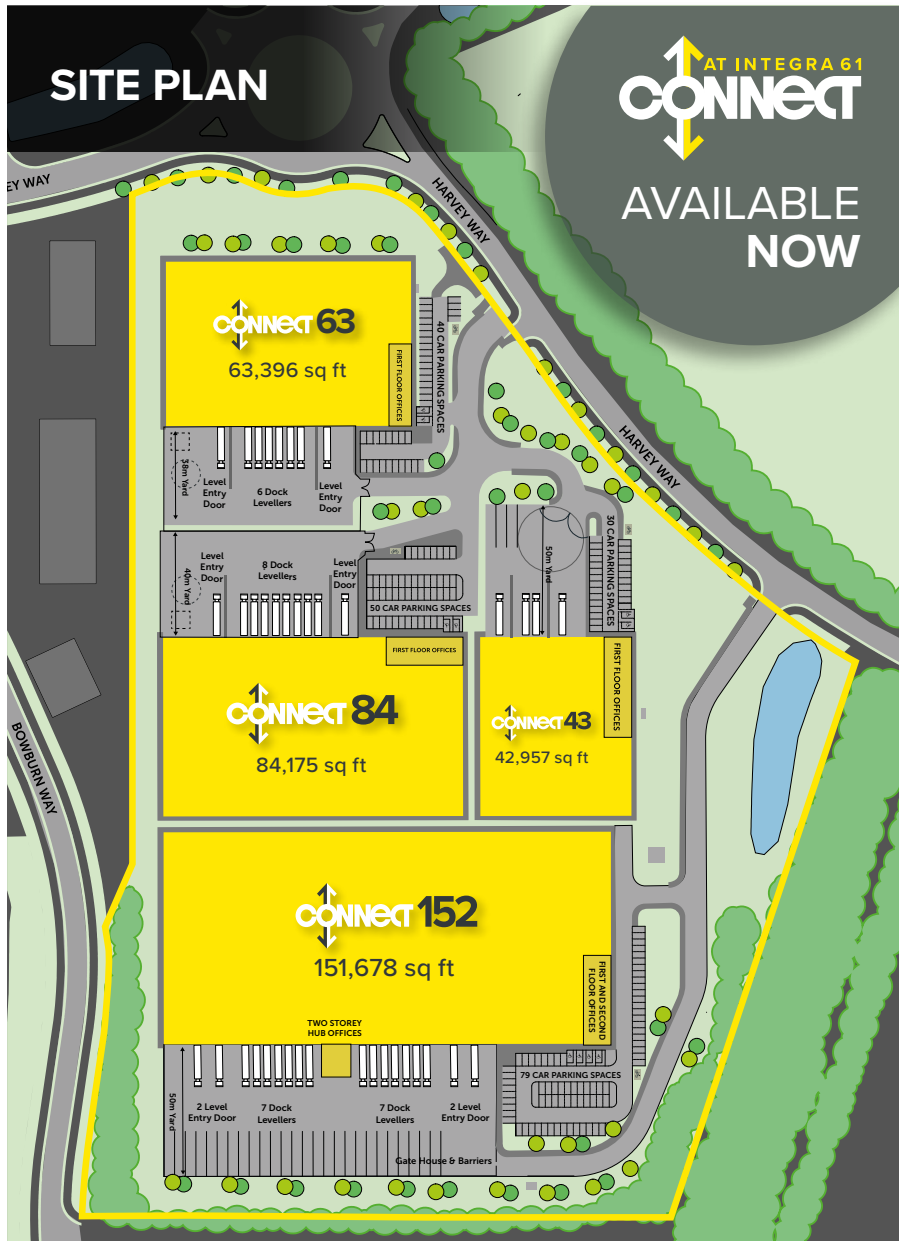 SITE PLAN
AT INTEGRA 61
CONNECT
AVAILABLE
NOW
EY WAY
HARVEY WAY
CONNECT 63
63,396 sq ft
FIRST FLOOR OFFICES
40 CAR PARKING SPACES
HARVEY WAY
38m Yard
Level
Entry
Door
6 Dock
Levellers
Level
Entry
Door
40m Yard
Level
Entry
Door
8 Dock
Levellers
Level
Entry
Door
50m Yard
30 CAR PARKING SPACES
50 CAR PARKING SPACES
FIRST FLOOR OFFICES
FIRST FLOOR OFFICES
CONNECT 84
84,175 sq ft
CONNECT 43
42,957 sq ft
BOWBURN WAY
CONNECT 152
151,678 sq ft
FIRST AND SECOND
FLOOR OFFICES
TWO STOREY
HUB OFFICES
50m Yard
2 Level
Entry Door
7 Dock
Levellers
7 Dock
Levellers
2 Level
Entry Door
79 CAR PARKING SPACES
Gate House & Barriers